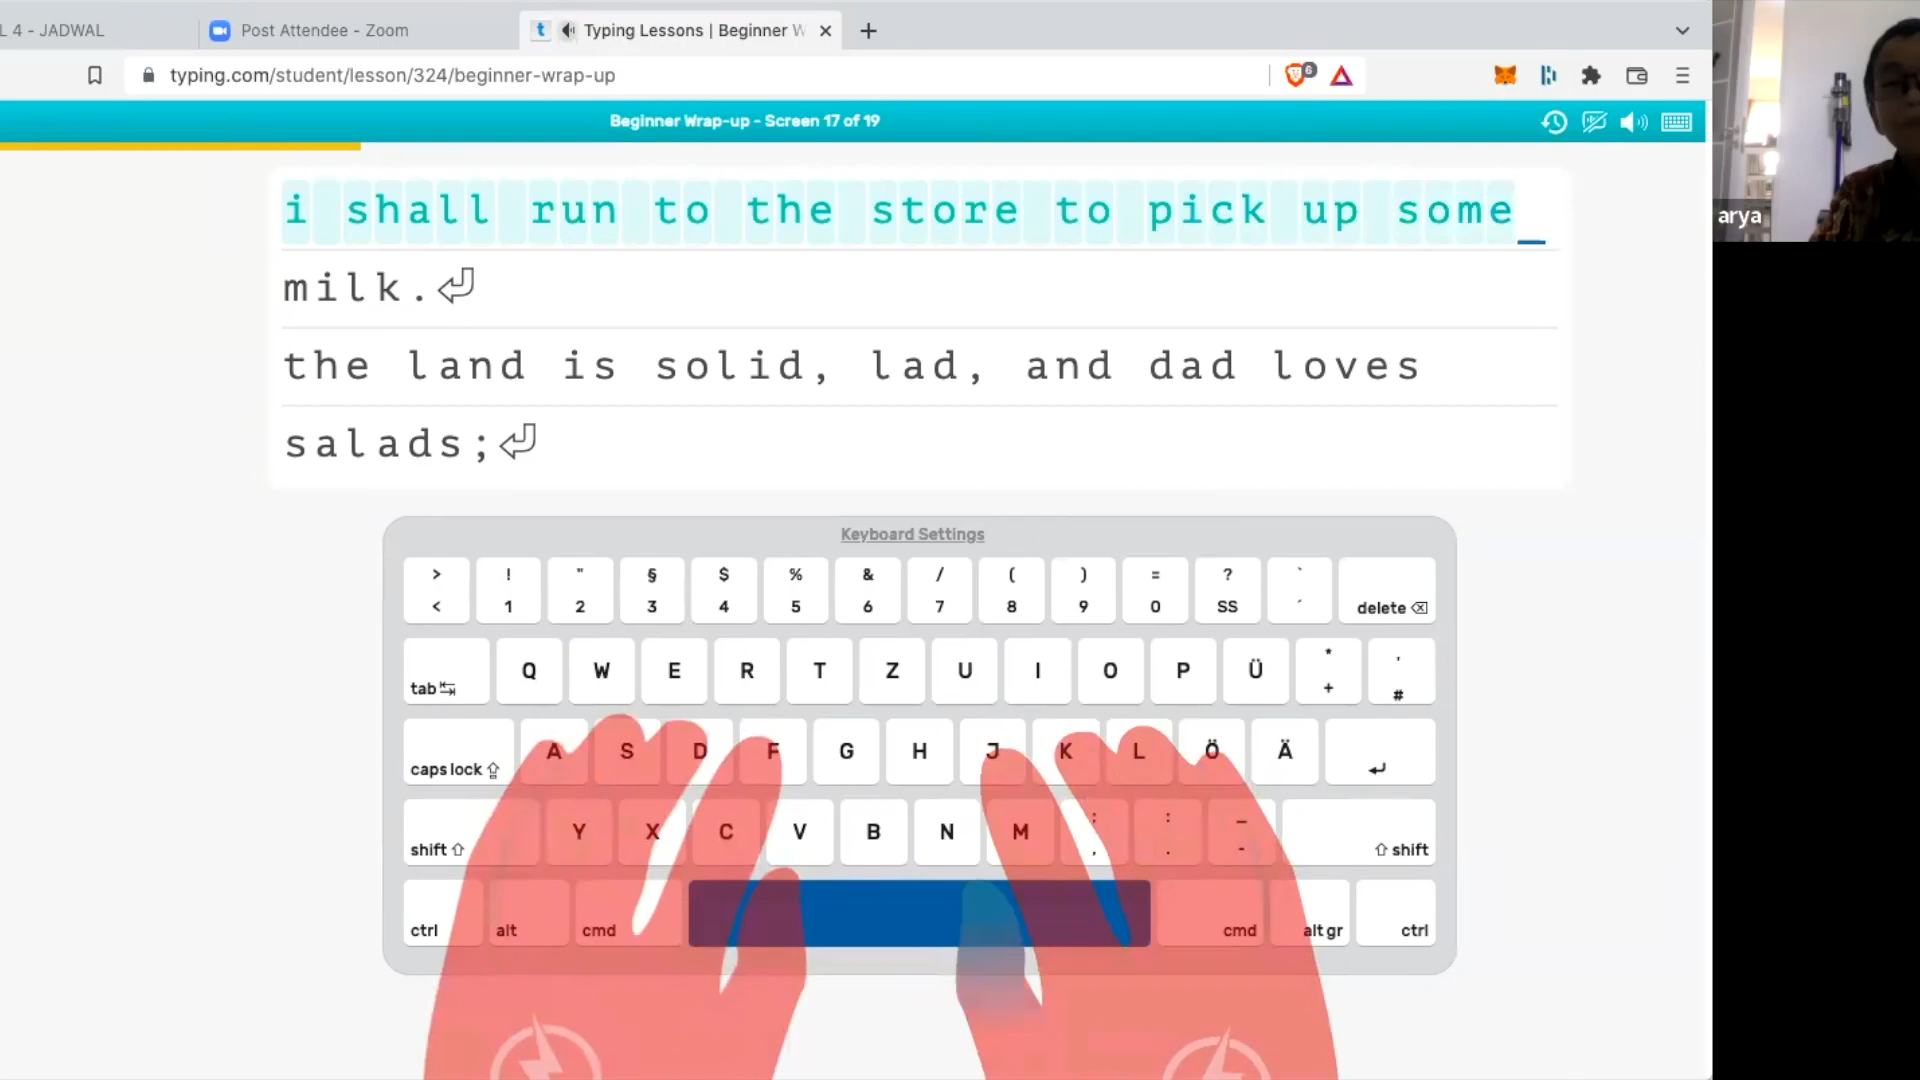 L 4 - JADWAL
Post Attendee - Zoom
t
Typing Lessons | Beginner W
typing.com/student/lesson/324/beginner-wrap-up
6
Beginner Wrap-up - Screen 17 of 19
arya
i shall run to the store to pick up some
milk.
the land is solid, lad, and dad loves
salads;
Keyboard Settings
> ! " § $ % & / ( ) = ? `
< 1 2 3 4 5 6 7 8 9 0 SS ´ delete
tab Q W E R T Z U I O P Ü * + ' #
caps lock A S D F G H J K L Ö Ä
shift Y X C V B N M ; , : . _ - shift
ctrl alt cmd cmd alt gr ctrl